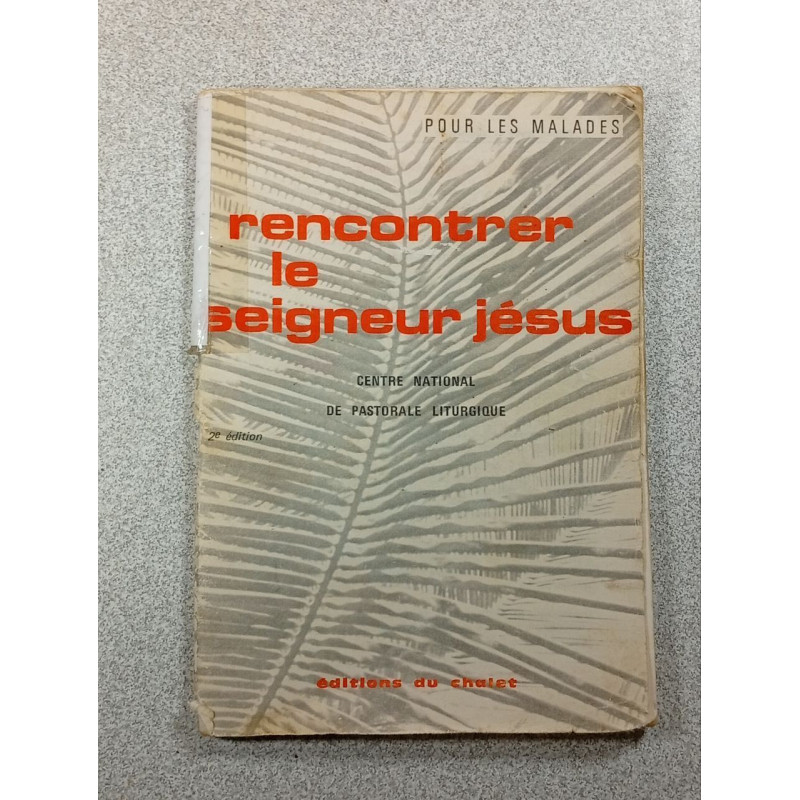 POUR LES MALADES
rencontrer
le
seigneur jésus
CENTRE NATIONAL
DE PASTORALE LITURGIQUE
2e édition
éditions du chalet